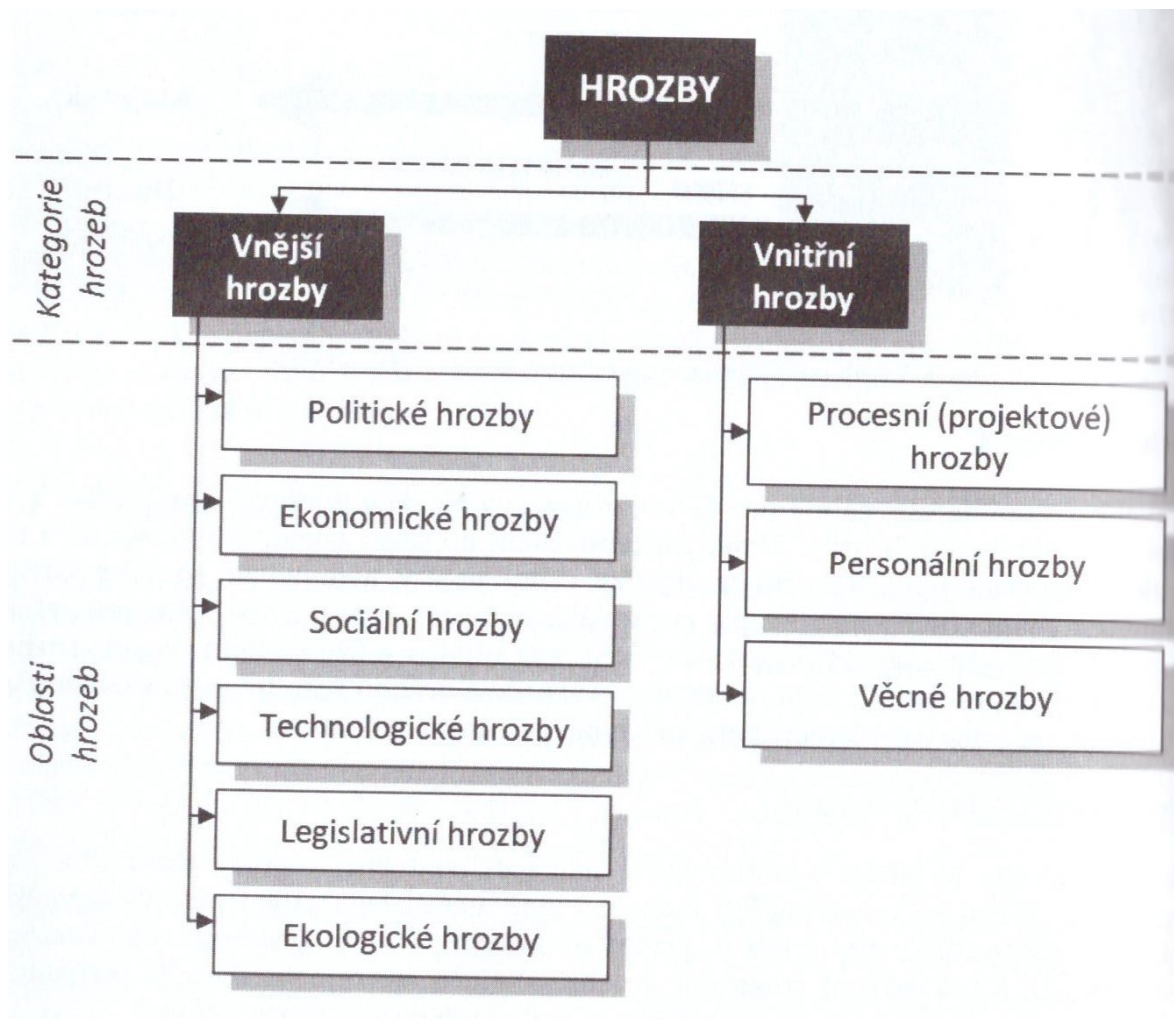 HROZBY
Kategorie
hrozeb
Vnější
hrozby
Vnitřní
hrozby
Oblasti
hrozeb
Politické hrozby
Ekonomické hrozby
Sociální hrozby
Technologické hrozby
Legislativní hrozby
Ekologické hrozby
Procesní (projektové)
hrozby
Personální hrozby
Věcné hrozby